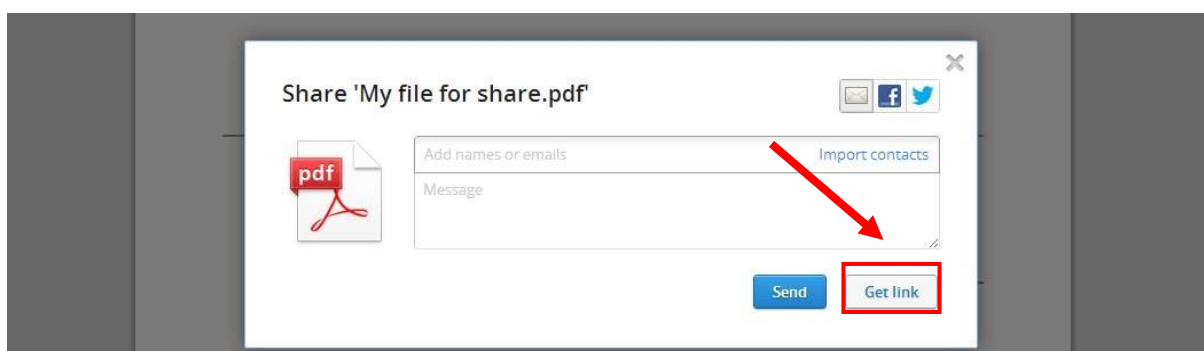 Share 'My file for share.pdf'
Add names or emails
Import contacts
pdf
Message
Send
Get link